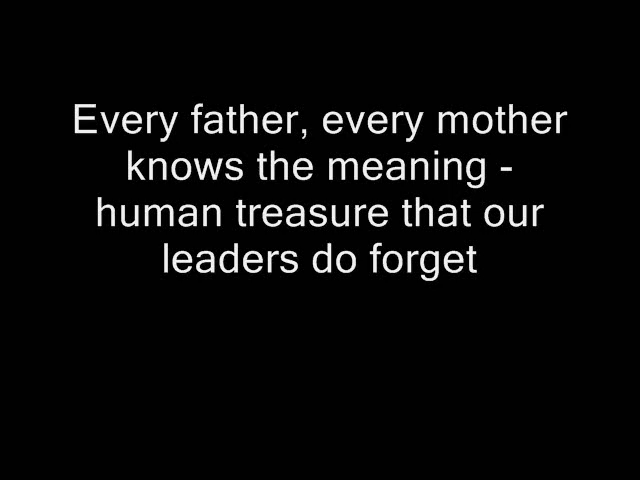 Every father, every mother
knows the meaning -
human treasure that our
leaders do forget